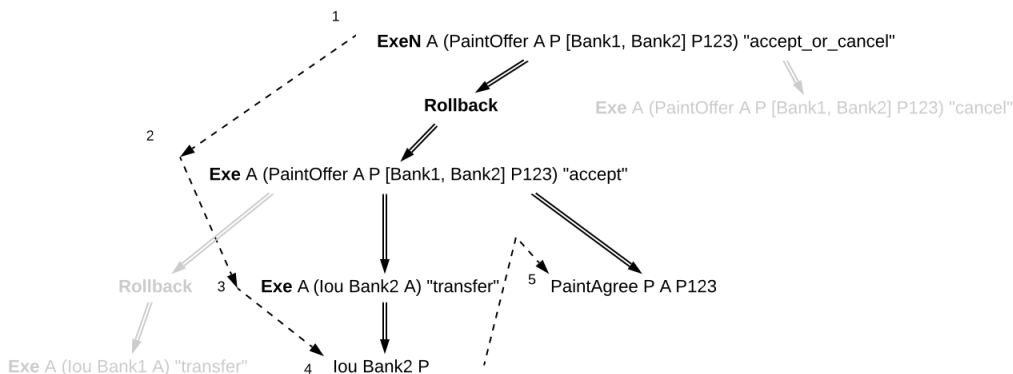 1
ExeN A (PaintOffer A P [Bank1, Bank2] P123) "accept_or_cancel"
Rollback
Exe A (PaintOffer A P [Bank1, Bank2] P123) "cancel"
2
Exe A (PaintOffer A P [Bank1, Bank2] P123) "accept"
Rollback
3
Exe A (Iou Bank2 A) "transfer"
5
PaintAgree P A P123
Exe A (Iou Bank1 A) "transfer"
4
Iou Bank2 P